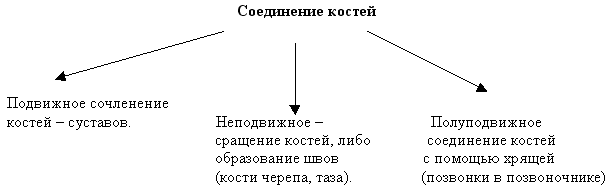 Соединение костей
Подвижное сочленение
костей – суставов.
Неподвижное –
сращение костей, либо
образование швов
(кости черепа, таза).
Полуподвижное
соединение костей
с помощью хрящей
(позвонки в позвоночнике)